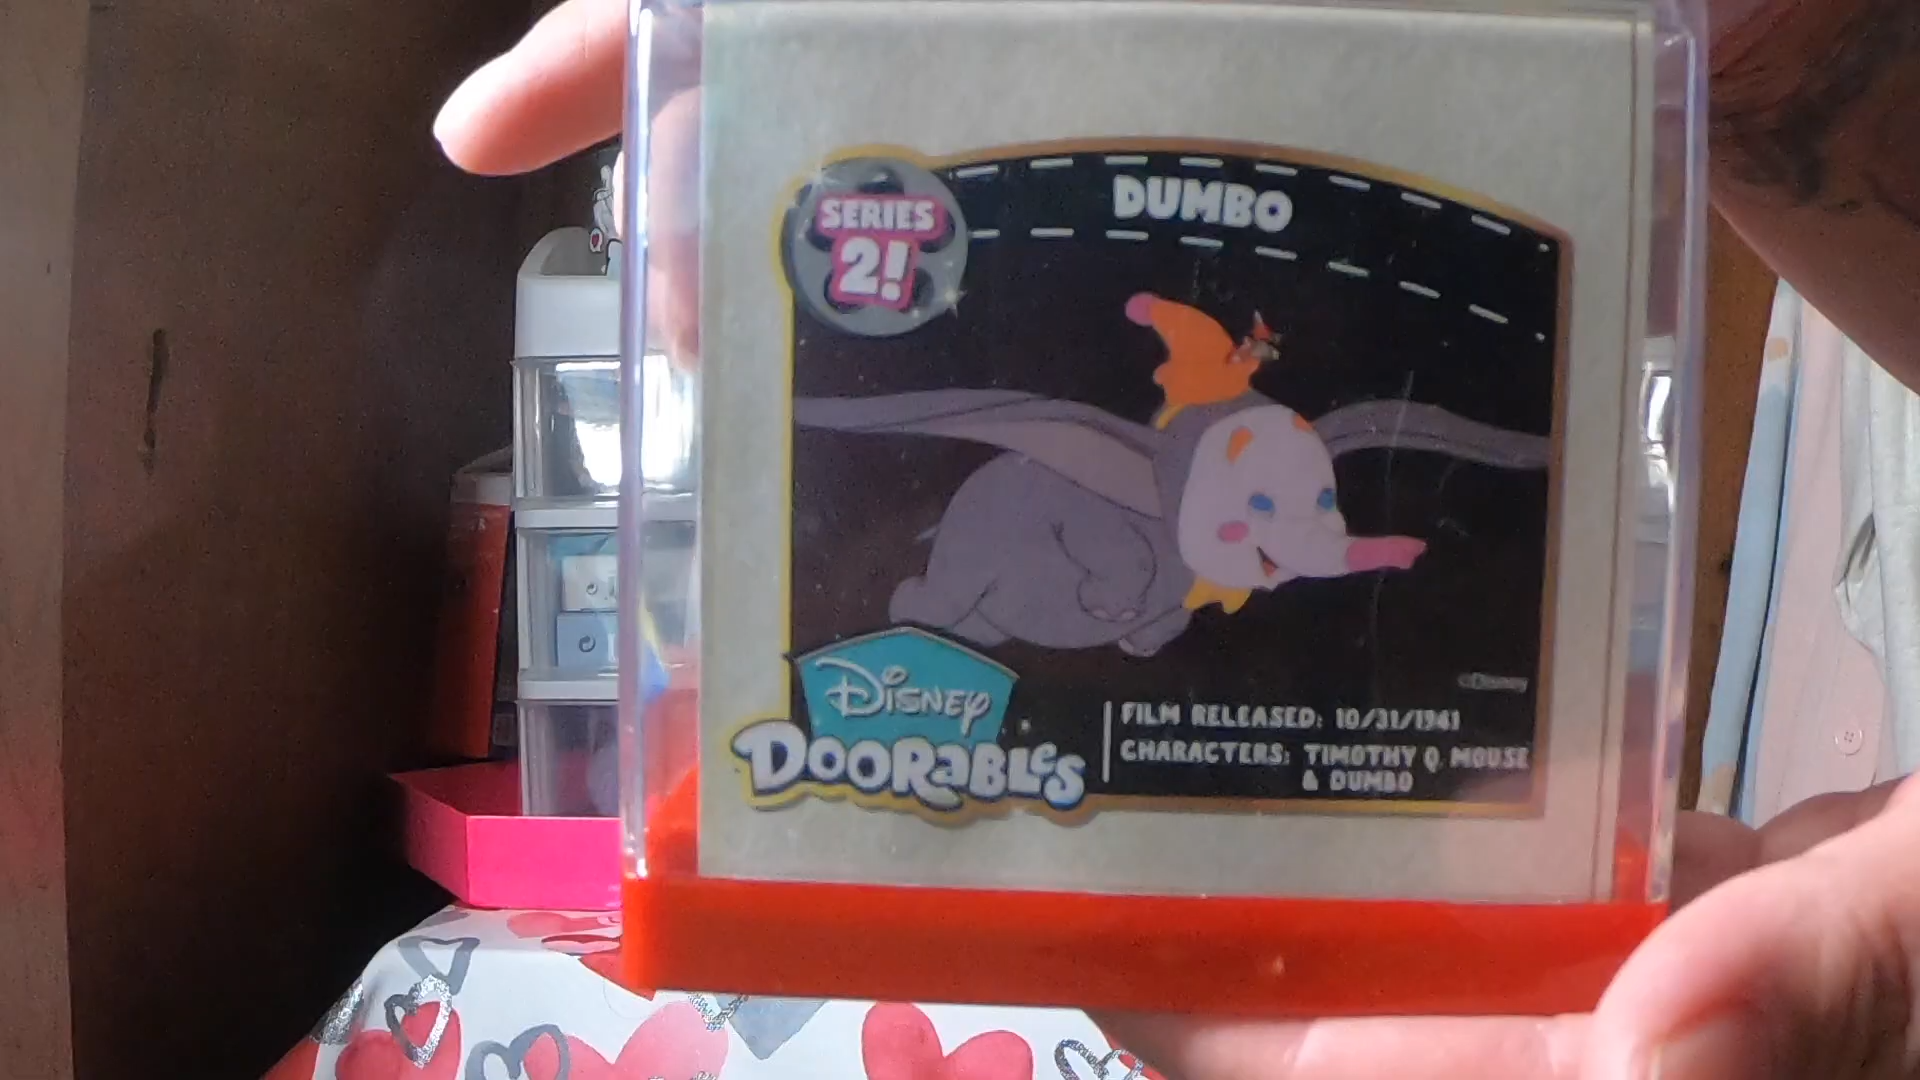 SERIES
2!
DUMBO
©Disney
DISNEY
DOORABLES
FILM RELEASED: 10/31/1941
CHARACTERS: TIMOTHY Q. MOUSE
& DUMBO